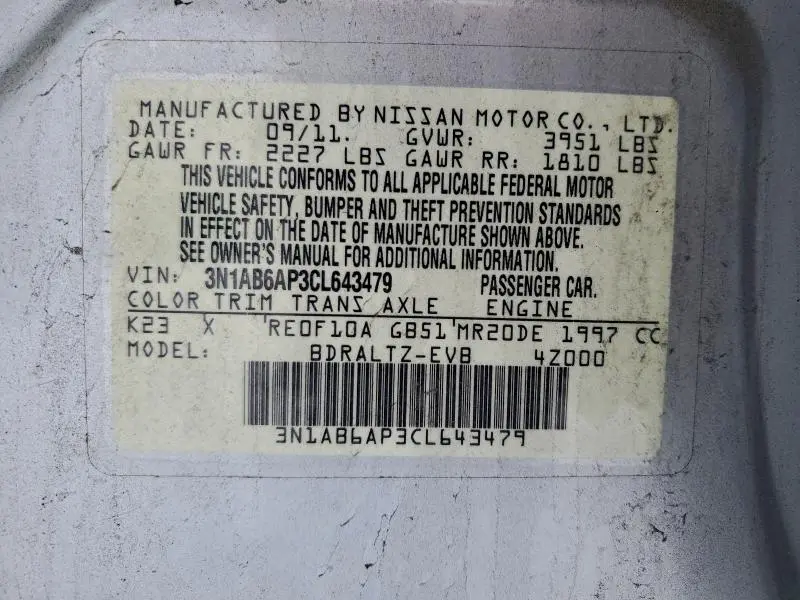 MANUFACTURED BY NISSAN MOTOR CO., LTD.
DATE: 09/11. GVWR: 3951 LBS
GAWR FR: 2227 LBS GAWR RR: 1810 LBS
THIS VEHICLE CONFORMS TO ALL APPLICABLE FEDERAL MOTOR
VEHICLE SAFETY, BUMPER AND THEFT PREVENTION STANDARDS
IN EFFECT ON THE DATE OF MANUFACTURE SHOWN ABOVE.
SEE OWNER'S MANUAL FOR ADDITIONAL INFORMATION.
VIN: 3N1AB6AP3CL643479 PASSENGER CAR.
COLOR TRIM TRANS AXLE ENGINE
K23 X RE0F10A GB51 MR20DE 1997 CC
MODEL: BDRALTZ-EVB 4Z000
3N1AB6AP3CL643479